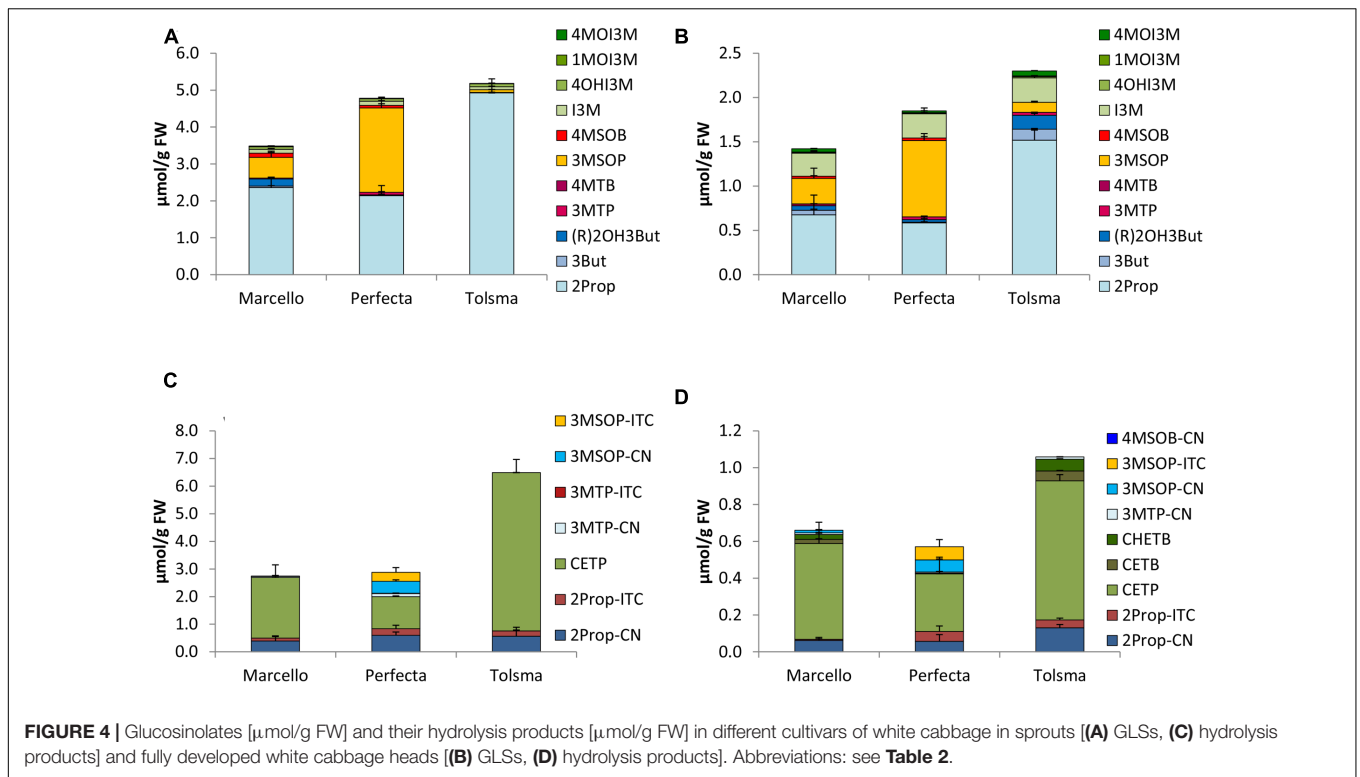 A
6.0
5.0
4.0
3.0
2.0
1.0
0.0
μmol/g FW
Marcello Perfecta Tolsma
4MOI3M
1MOI3M
4OHI3M
I3M
4MSOB
3MSOP
4MTB
3MTP
(R)2OH3But
3But
2Prop
B
2.5
2.0
1.5
1.0
0.5
0.0
μmol/g FW
Marcello Perfecta Tolsma
4MOI3M
1MOI3M
4OHI3M
I3M
4MSOB
3MSOP
4MTB
3MTP
(R)2OH3But
3But
2Prop
C
8.0
7.0
6.0
5.0
4.0
3.0
2.0
1.0
0.0
μmol/g FW
Marcello Perfecta Tolsma
3MSOP-ITC
3MSOP-CN
3MTP-ITC
3MTP-CN
CETP
2Prop-ITC
2Prop-CN
D
1.2
1.0
0.8
0.6
0.4
0.2
0.0
μmol/g FW
Marcello Perfecta Tolsma
4MSOB-CN
3MSOP-ITC
3MSOP-CN
3MTP-CN
CHETB
CETB
CETP
2Prop-ITC
2Prop-CN
FIGURE 4 | Glucosinolates [μmol/g FW] and their hydrolysis products [μmol/g FW] in different cultivars of white cabbage in sprouts [(A) GLSs, (C) hydrolysis
products] and fully developed white cabbage heads [(B) GLSs, (D) hydrolysis products]. Abbreviations: see Table 2.